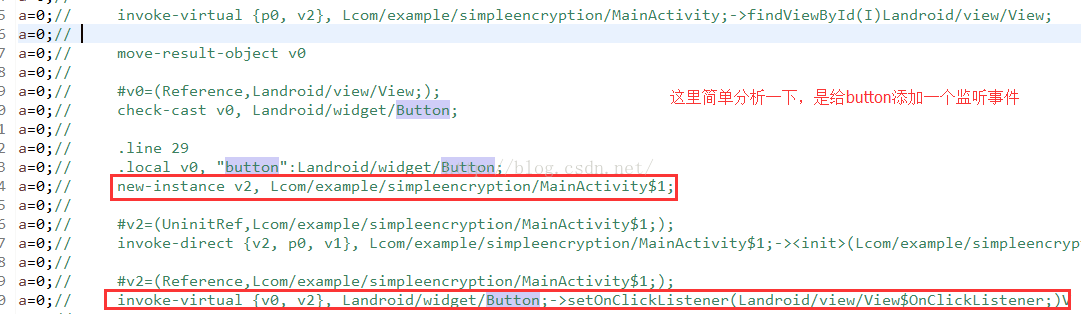 5 a=0;// invoke-virtual {p0, v2}, Lcom/example/simpleencryption/MainActivity;->findViewById(I)Landroid/view/View;
6 a=0;//
7 a=0;// move-result-object v0
8 a=0;//
9 a=0;// #v0=(Reference,Landroid/view/View;);
0 a=0;// check-cast v0, Landroid/widget/Button;
这里简单分析一下，是给button添加一个监听事件
1 a=0;//
2 a=0;// .line 29
3 a=0;// .local v0, "button":Landroid/widget/Button;
//blog.csdn.net/
4 a=0;// new-instance v2, Lcom/example/simpleencryption/MainActivity$1;
5 a=0;//
6 a=0;// #v2=(UninitRef,Lcom/example/simpleencryption/MainActivity$1;);
7 a=0;// invoke-direct {v2, p0, v1}, Lcom/example/simpleencryption/MainActivity$1;-><init>(Lcom/example/simpleencryp
8 a=0;//
9 a=0;// #v2=(Reference,Lcom/example/simpleencryption/MainActivity$1;);
0 a=0;// invoke-virtual {v0, v2}, Landroid/widget/Button;->setOnClickListener(Landroid/view/View$OnClickListener;)V